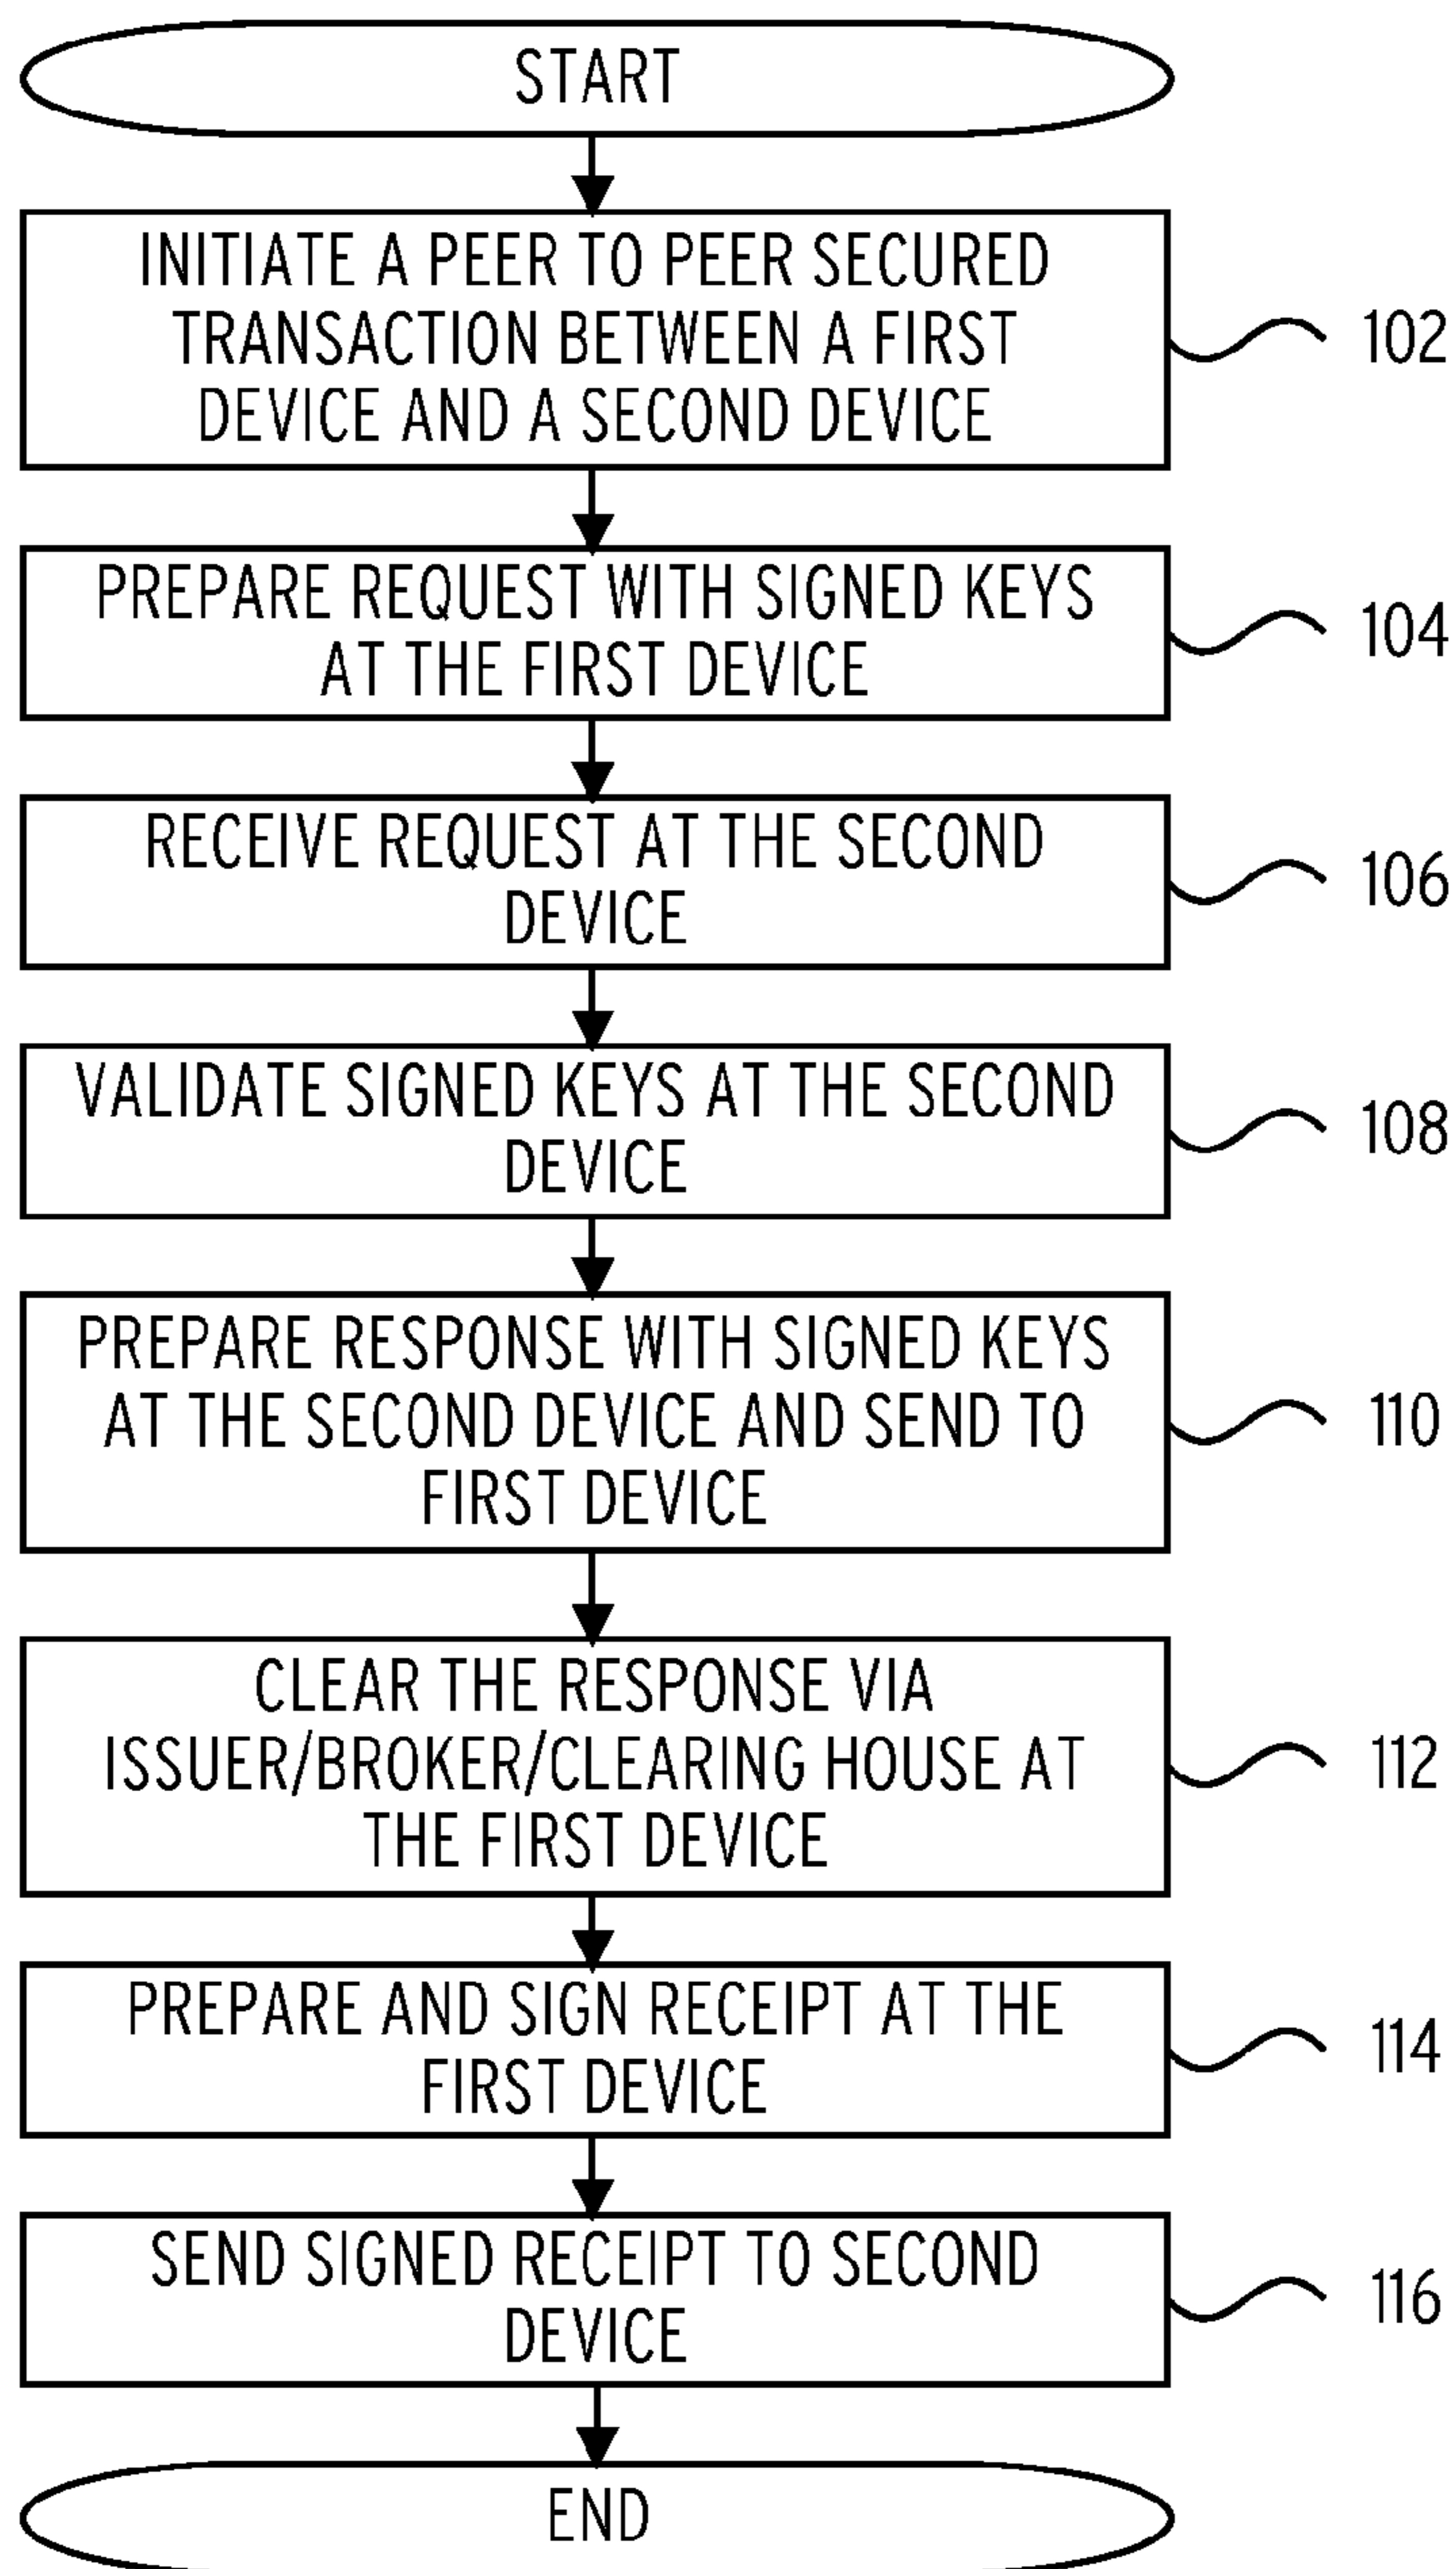 START
INITIATE A PEER TO PEER SECURED
TRANSACTION BETWEEN A FIRST
DEVICE AND A SECOND DEVICE
102
PREPARE REQUEST WITH SIGNED KEYS
AT THE FIRST DEVICE
104
RECEIVE REQUEST AT THE SECOND
DEVICE
106
VALIDATE SIGNED KEYS AT THE SECOND
DEVICE
108
PREPARE RESPONSE WITH SIGNED KEYS
AT THE SECOND DEVICE AND SEND TO
FIRST DEVICE
110
CLEAR THE RESPONSE VIA
ISSUER/BROKER/CLEARING HOUSE AT
THE FIRST DEVICE
112
PREPARE AND SIGN RECEIPT AT THE
FIRST DEVICE
114
SEND SIGNED RECEIPT TO SECOND
DEVICE
116
END